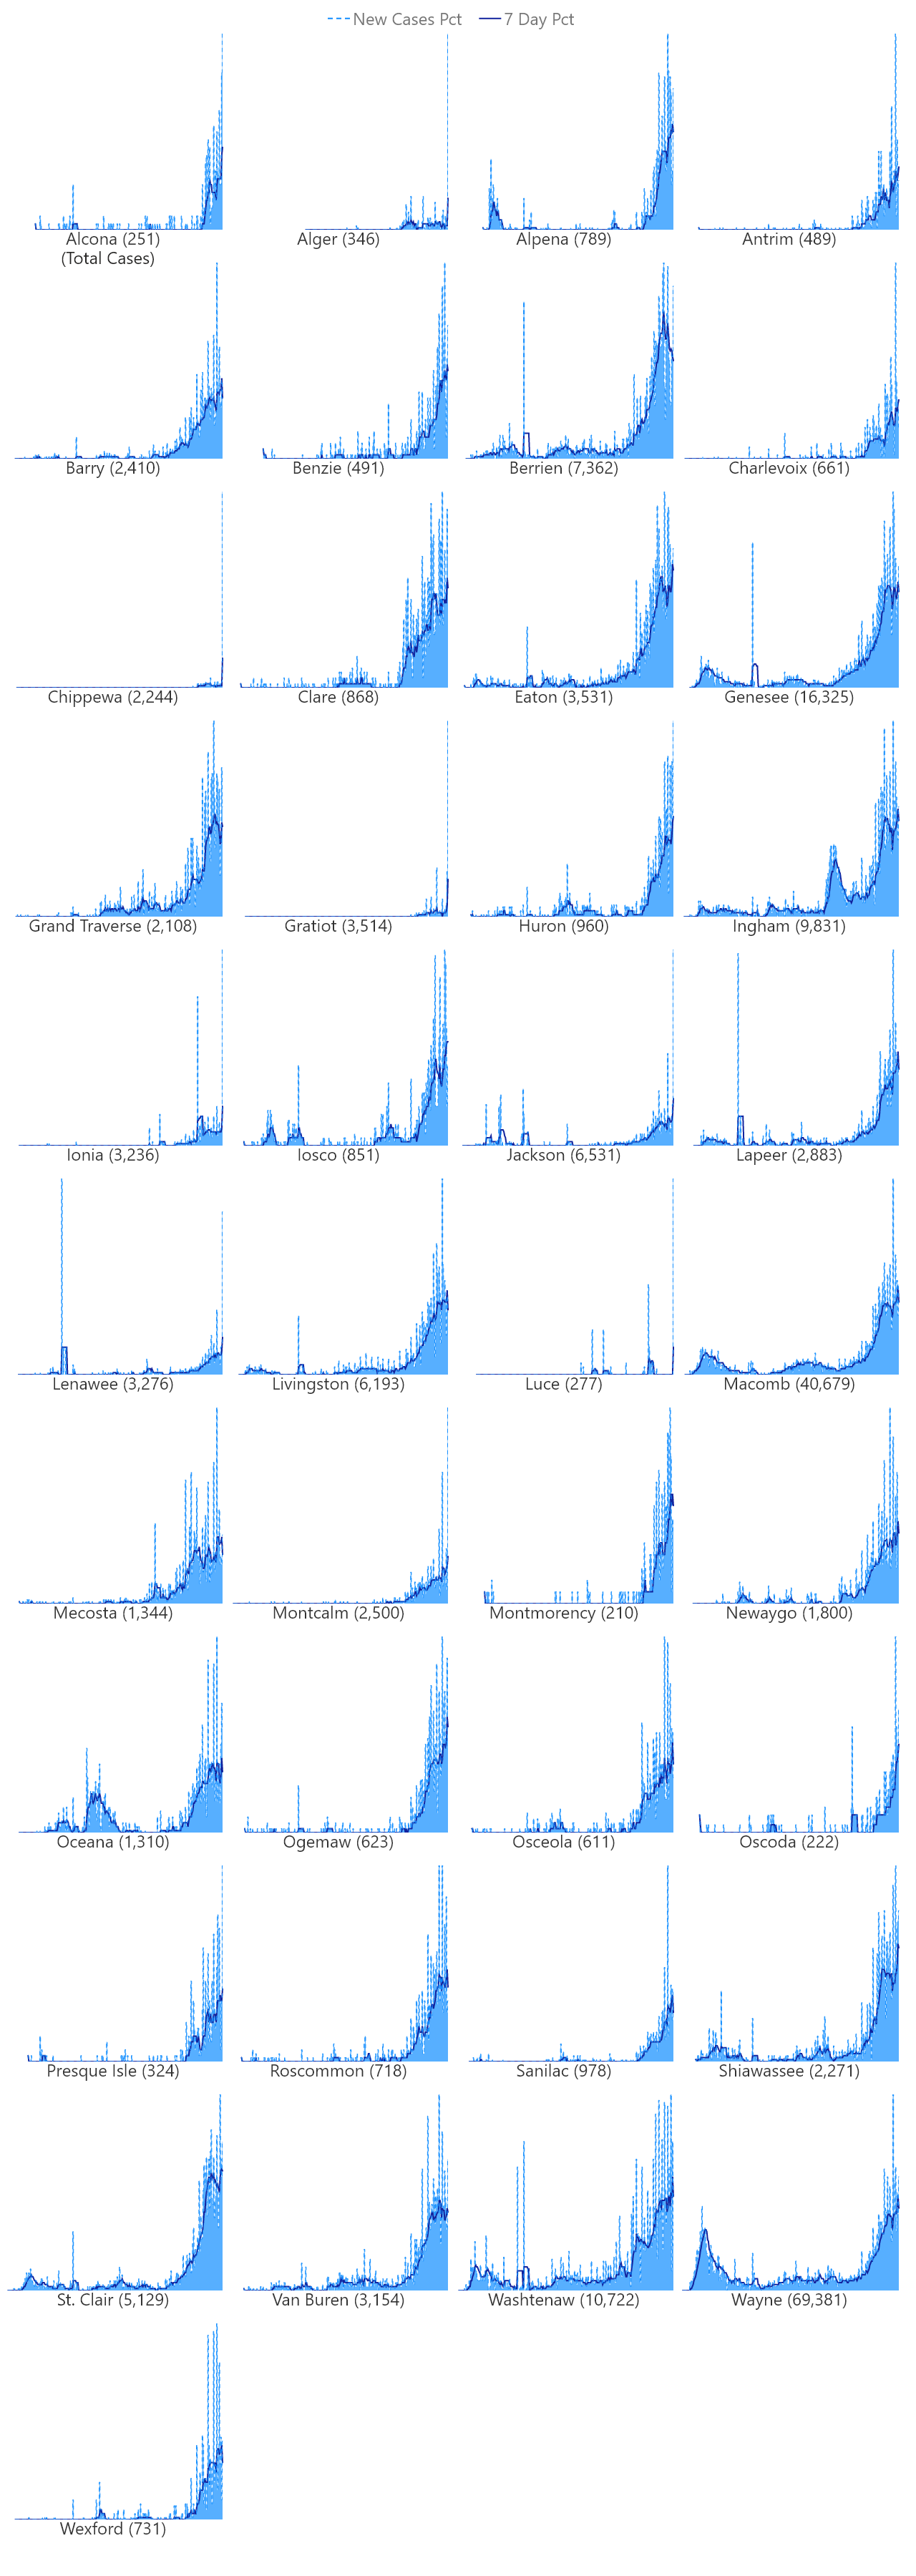 New Cases Pct 7 Day Pct
Alcona (251)
(Total Cases)
Alger (346)
Alpena (789)
Antrim (489)
Barry (2,410)
Benzie (491)
Berrien (7,362)
Charlevoix (661)
Chippewa (2,244)
Clare (868)
Eaton (3,531)
Genesee (16,325)
Grand Traverse (2,108)
Gratiot (3,514)
Huron (960)
Ingham (9,831)
Ionia (3,236)
Iosco (851)
Jackson (6,531)
Lapeer (2,883)
Lenawee (3,276)
Livingston (6,193)
Luce (277)
Macomb (40,679)
Mecosta (1,344)
Montcalm (2,500)
Montmorency (210)
Newaygo (1,800)
Oceana (1,310)
Ogemaw (623)
Osceola (611)
Oscoda (222)
Presque Isle (324)
Roscommon (718)
Sanilac (978)
Shiawassee (2,271)
St. Clair (5,129)
Van Buren (3,154)
Washtenaw (10,722)
Wayne (69,381)
Wexford (731)